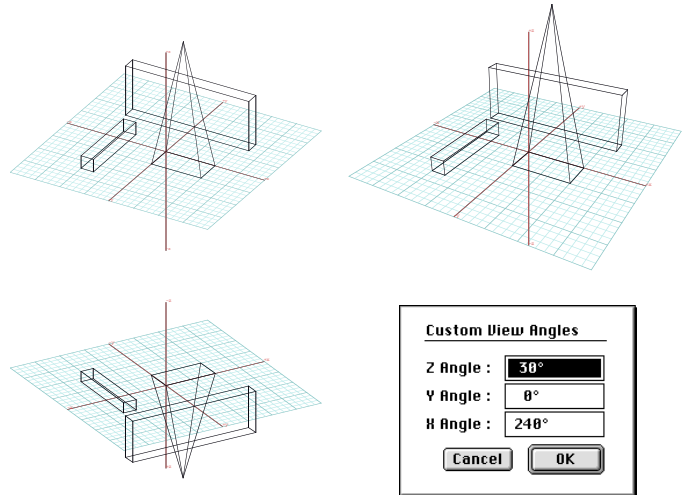 Custom View Angles
Z Angle : 30°
Y Angle : 0°
X Angle : 240°
Cancel OK